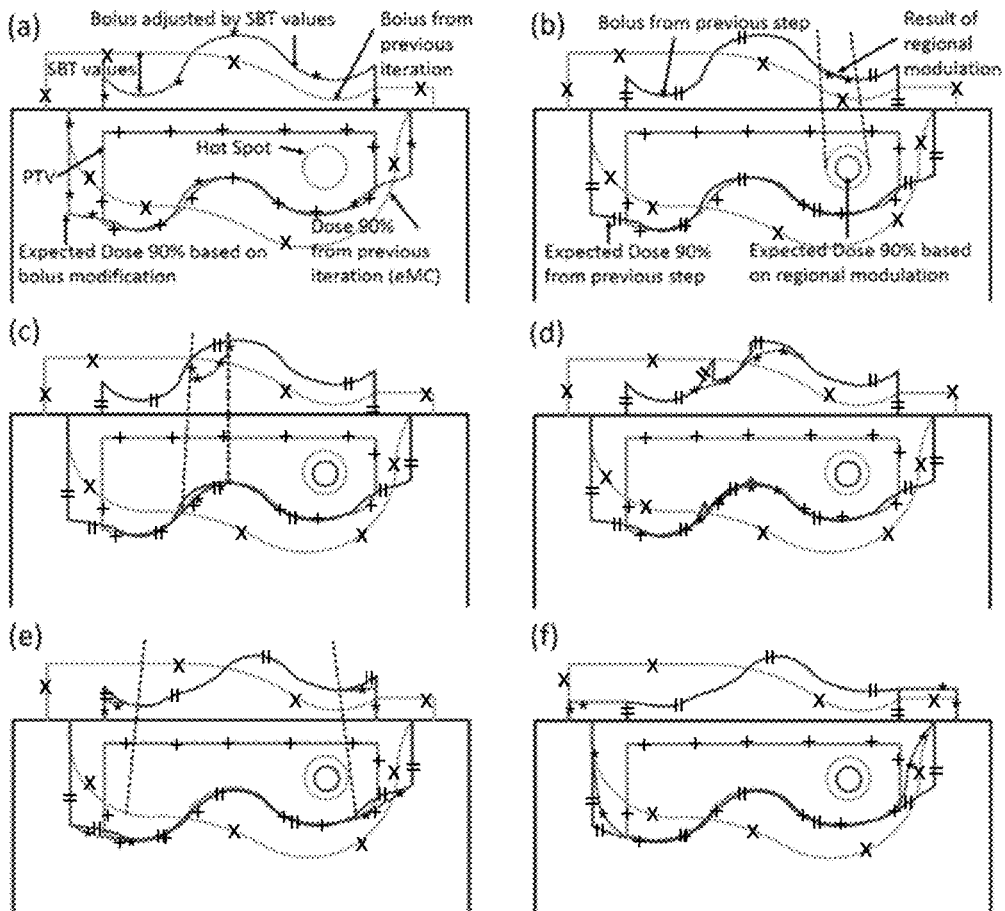 (a)
Bolus adjusted by SBT values
Bolus from
previous
iteration
SBT values
Hot Spot
PTV
Expected Dose 90% based on
bolus modification
Dose 90%
from previous
iteration (eMC)
(b)
Bolus from previous step
Result of
regional
modulation
Expected Dose 90%
from previous step
Expected Dose 90% based
on regional modulation
(c)
(d)
(e)
(f)